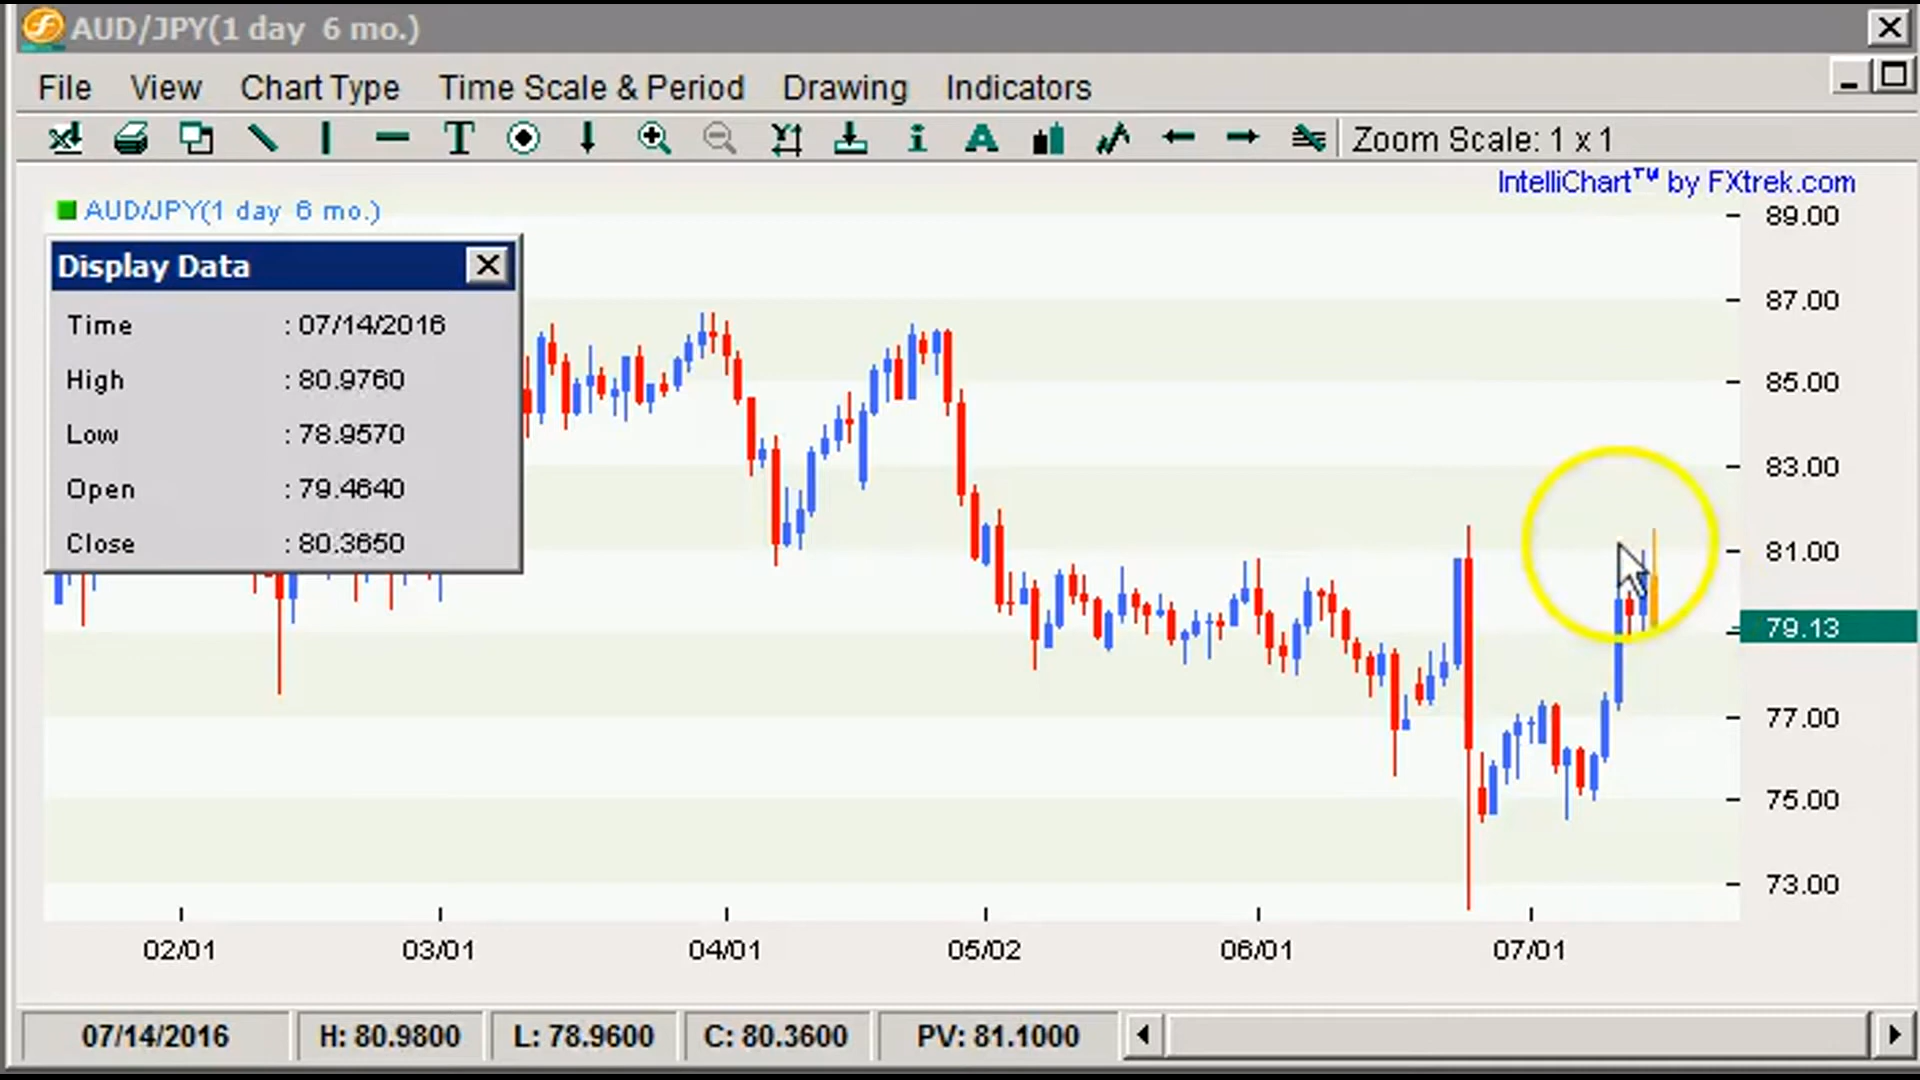 AUD/JPY(1 day 6 mo.)
File View Chart Type Time Scale & Period Drawing Indicators
T i A Zoom Scale: 1 x 1
IntelliChart™ by FXtrek.com
AUD/JPY(1 day 6 mo.)
89.00
Display Data
87.00
Time : 07/14/2016
High : 80.9760
85.00
Low : 78.9570
83.00
Open : 79.4640
Close : 80.3650
81.00
79.13
77.00
75.00
73.00
02/01 03/01 04/01 05/02 06/01 07/01
07/14/2016 H: 80.9800 L: 78.9600 C: 80.3600 PV: 81.1000